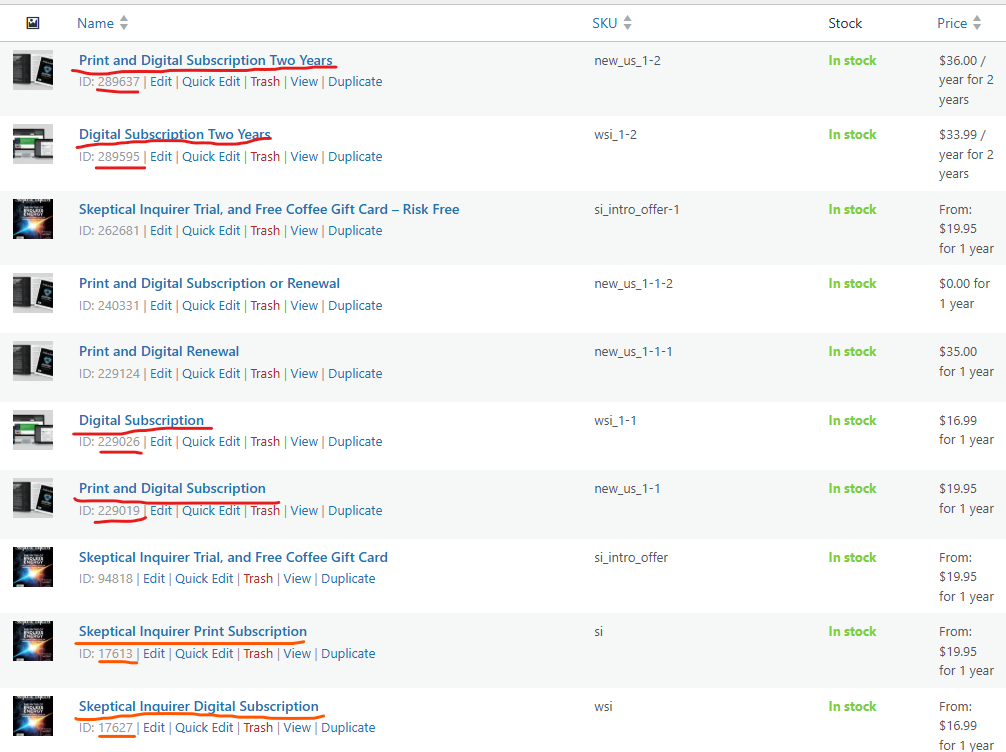 Name SKU Stock Price
Print and Digital Subscription Two Years new_us_1-2 In stock $36.00 /
ID: 289637 | Edit | Quick Edit | Trash | View | Duplicate year for 2
years
Digital Subscription Two Years wsi_1-2 In stock $33.99 /
ID: 289595 | Edit | Quick Edit | Trash | View | Duplicate year for 2
years
Skeptical Inquirer Trial, and Free Coffee Gift Card – Risk Free si_intro_offer-1 In stock From:
ID: 262681 | Edit | Quick Edit | Trash | View | Duplicate $19.95
for 1 year
Print and Digital Subscription or Renewal new_us_1-1-2 In stock $0.00 for
ID: 240331 | Edit | Quick Edit | Trash | View | Duplicate 1 year
Print and Digital Renewal new_us_1-1-1 In stock $35.00
ID: 229124 | Edit | Quick Edit | Trash | View | Duplicate for 1 year
Digital Subscription wsi_1-1 In stock $16.99
ID: 229026 | Edit | Quick Edit | Trash | View | Duplicate for 1 year
Print and Digital Subscription new_us_1-1 In stock $19.95
ID: 229019 | Edit | Quick Edit | Trash | View | Duplicate for 1 year
Skeptical Inquirer Trial, and Free Coffee Gift Card si_intro_offer In stock From:
ID: 94818 | Edit | Quick Edit | Trash | View | Duplicate $19.95
for 1 year
Skeptical Inquirer Print Subscription si In stock From:
ID: 17613 | Edit | Quick Edit | Trash | View | Duplicate $19.95
for 1 year
Skeptical Inquirer Digital Subscription wsi In stock From:
ID: 17627 | Edit | Quick Edit | Trash | View | Duplicate $16.99
for 1 year